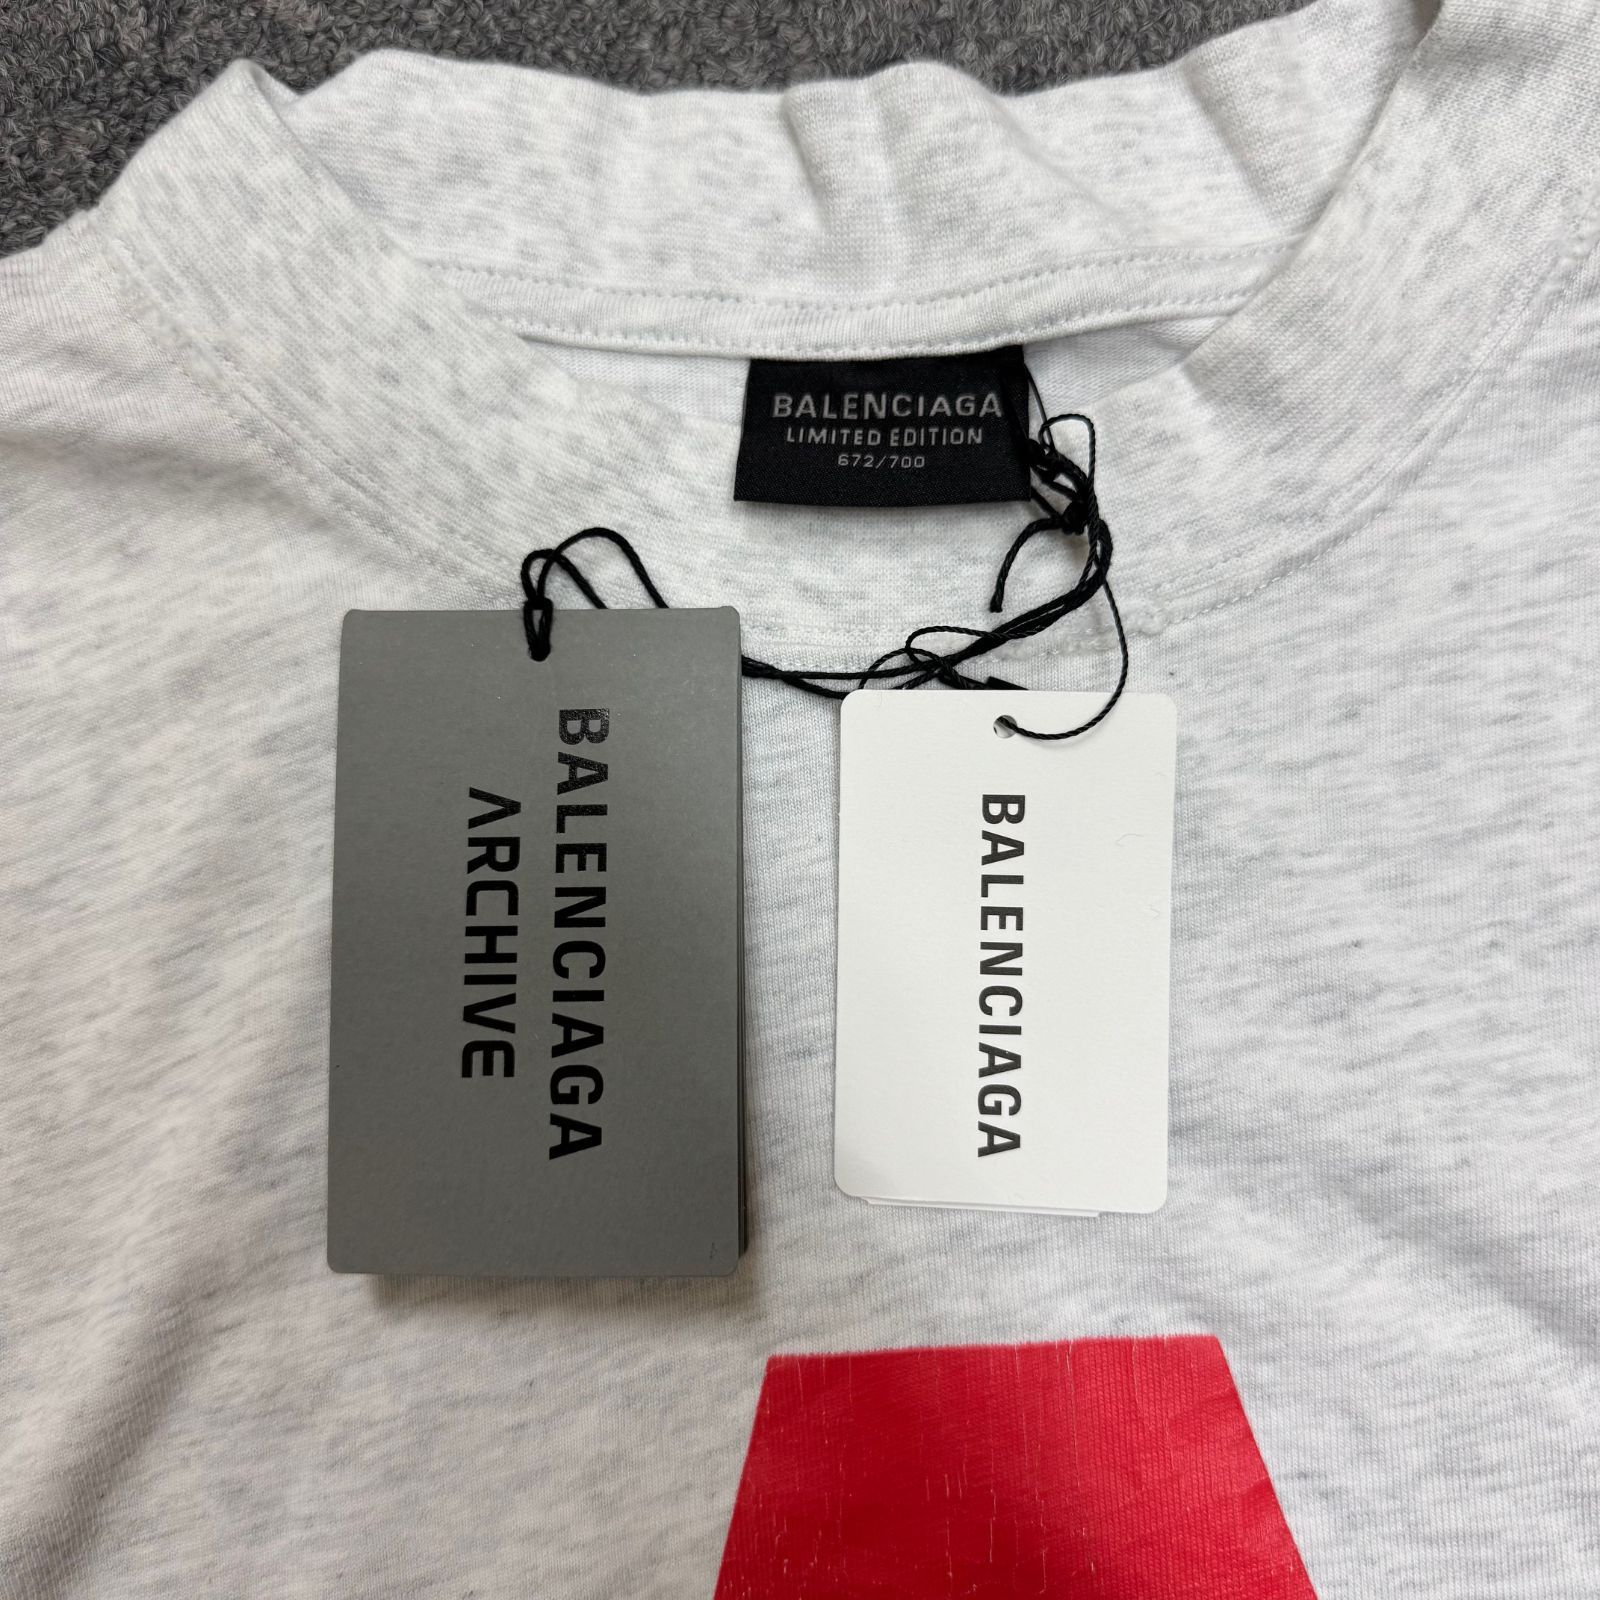 BALENCIAGA
LIMITED EDITION
672/700
BALENCIAGA
ARCHIVE
BALENCIAGA